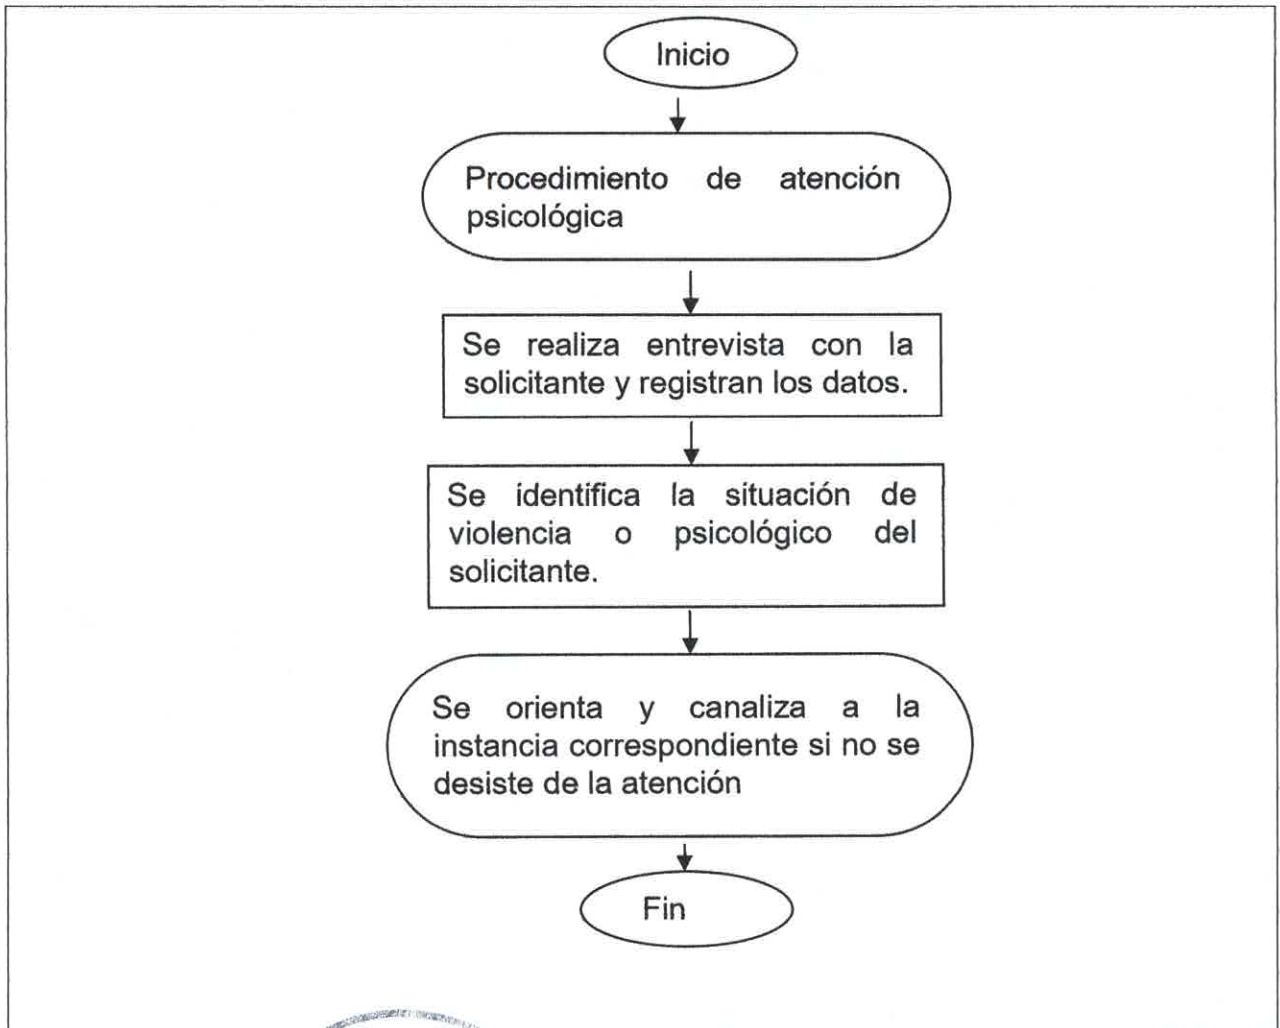 Inicio
Procedimiento de atención
psicológica
Se realiza entrevista con la
solicitante y registran los datos.
Se identifica la situación de
violencia o psicológico del
solicitante.
Se orienta y canaliza a la
instancia correspondiente si no se
desiste de la atención
Fin